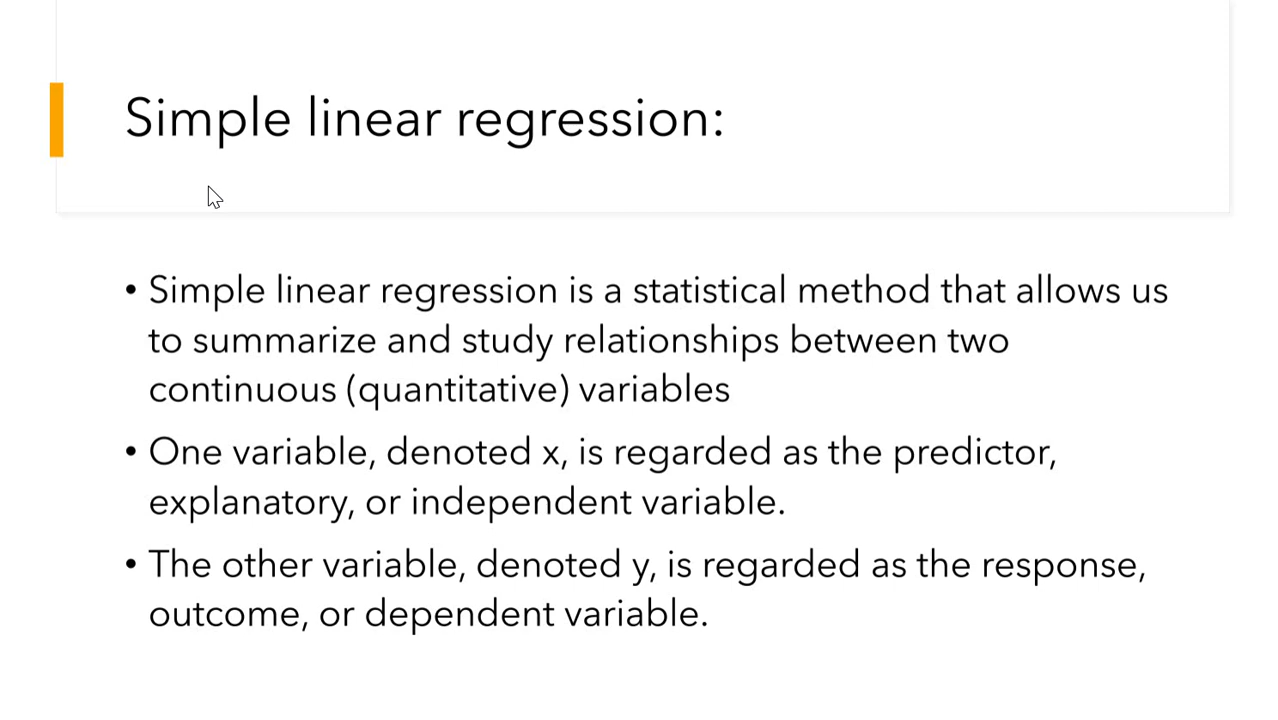 Simple linear regression:
• Simple linear regression is a statistical method that allows us
to summarize and study relationships between two
continuous (quantitative) variables
• One variable, denoted x, is regarded as the predictor,
explanatory, or independent variable.
• The other variable, denoted y, is regarded as the response,
outcome, or dependent variable.